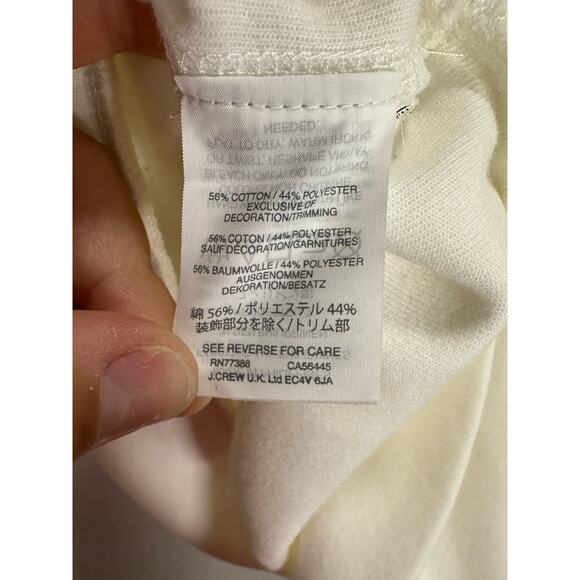 56% COTTON / 44% POLYESTER
EXCLUSIVE OF
DECORATION/TRIMMING
56% COTON / 44% POLYESTER
SAUF DÉCORATION/GARNITURES
56% BAUMWOLLE / 44% POLYESTER
AUSGENOMMEN
DEKORATION/BESATZ
綿 56% / ポリエステル 44%
装飾部分を除く/トリム部
SEE REVERSE FOR CARE
RN77388 CA56445
J.CREW U.K. Ltd EC4V 6JA